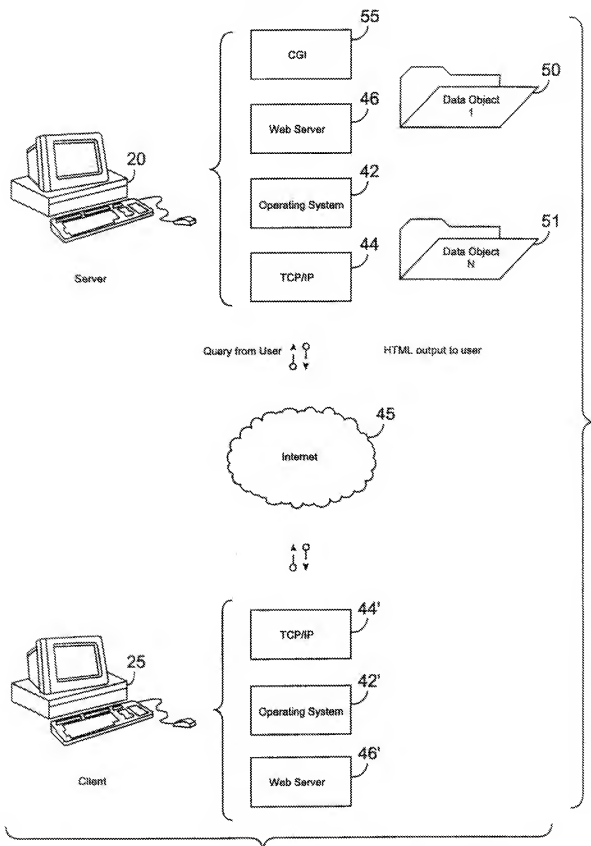 55
CGI
50
Data Object
1
46
Web Server
20
42
Operating System
51
Data Object
N
44
TCP/IP
Server
Query from User
HTML output to user
45
Internet
44'
TCP/IP
25
42'
Operating System
46'
Web Server
Client